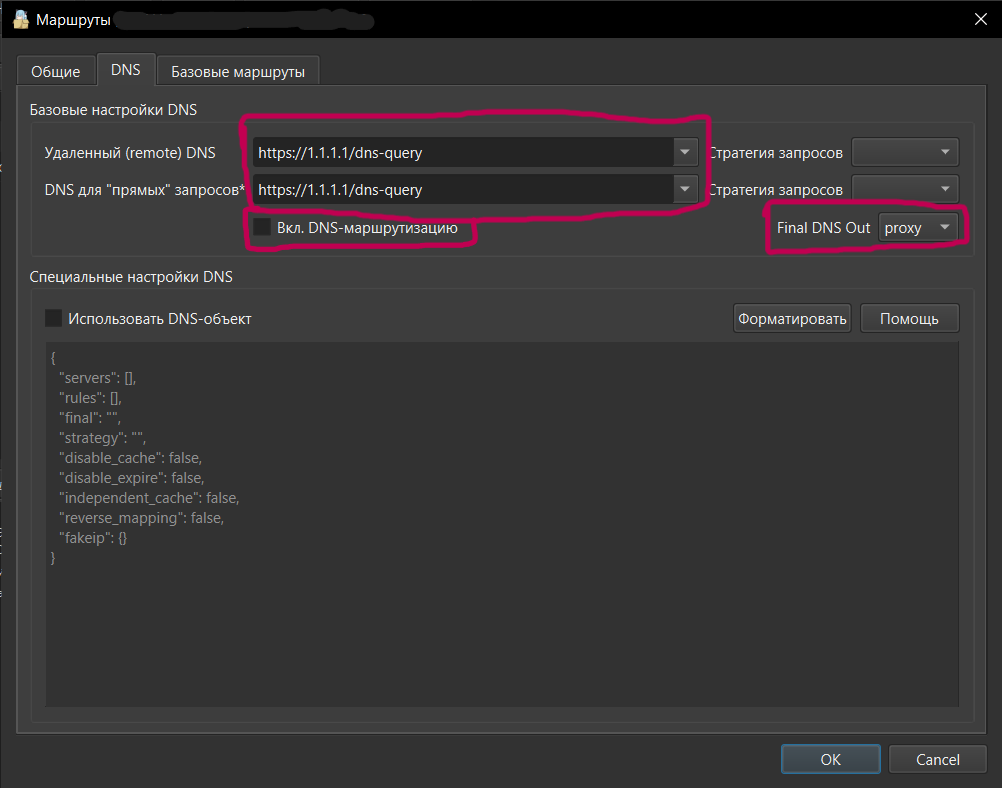 Маршруты
Общие
DNS
Базовые маршруты
Базовые настройки DNS
Удаленный (remote) DNS
https://1.1.1.1/dns-query
Стратегия запросов
DNS для "прямых" запросов*
https://1.1.1.1/dns-query
Стратегия запросов
Вкл. DNS-маршрутизацию
Final DNS Out
proxy
Специальные настройки DNS
Использовать DNS-объект
Форматировать
Помощь
{
"servers": [],
"rules": [],
"final": "",
"strategy": "",
"disable_cache": false,
"disable_expire": false,
"independent_cache": false,
"reverse_mapping": false,
"fakeip": {}
}
OK
Cancel